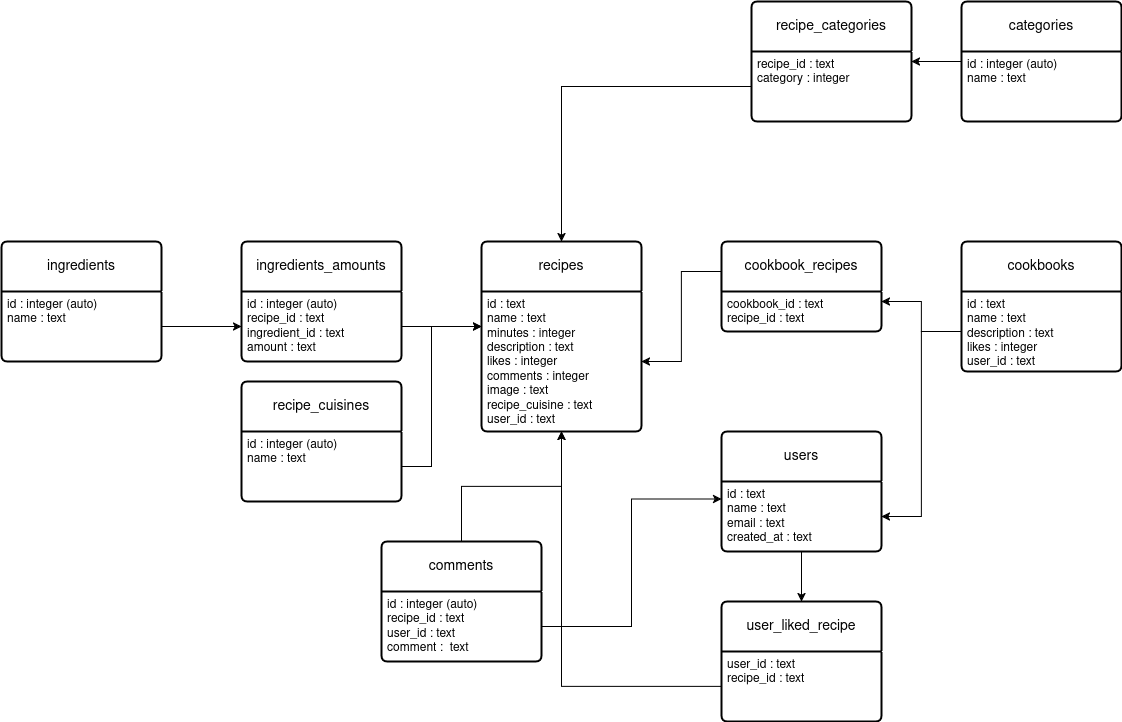 recipe_categories
recipe_id : text
category : integer
categories
id : integer (auto)
name : text
ingredients
id : integer (auto)
name : text
ingredients_amounts
id : integer (auto)
recipe_id : text
ingredient_id : text
amount : text
recipes
id : text
name : text
minutes : integer
description : text
likes : integer
comments : integer
image : text
recipe_cuisine : text
user_id : text
cookbook_recipes
cookbook_id : text
recipe_id : text
cookbooks
id : text
name : text
description : text
likes : integer
user_id : text
recipe_cuisines
id : integer (auto)
name : text
users
id : text
name : text
email : text
created_at : text
comments
id : integer (auto)
recipe_id : text
user_id : text
comment :  text
user_liked_recipe
user_id : text
recipe_id : text